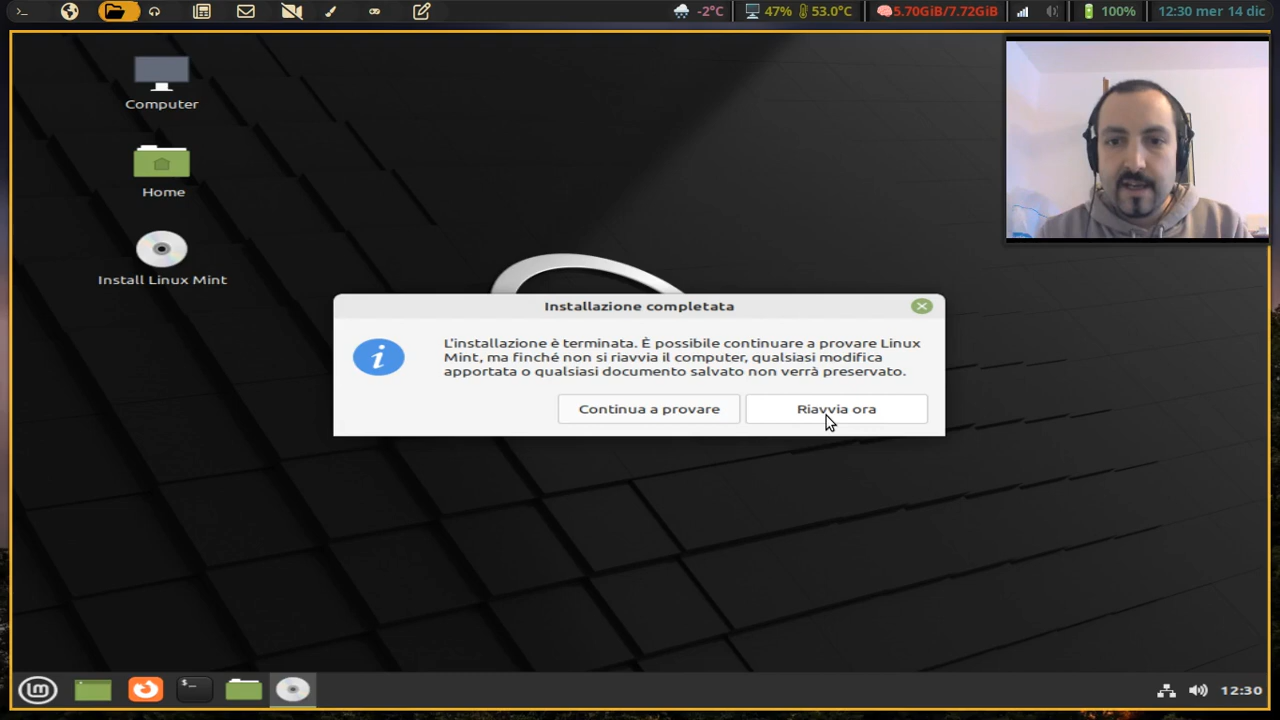 -2°C 47% 53.0°C 5.70GiB/7.72GiB 100% 12:30 mer 14 dic
Computer
Home
Install Linux Mint
Installazione completata
L'installazione è terminata. È possibile continuare a provare Linux
Mint, ma finché non si riavvia il computer, qualsiasi modifica
apportata o qualsiasi documento salvato non verrà preservato.
Continua a provare Riavvia ora
12:30